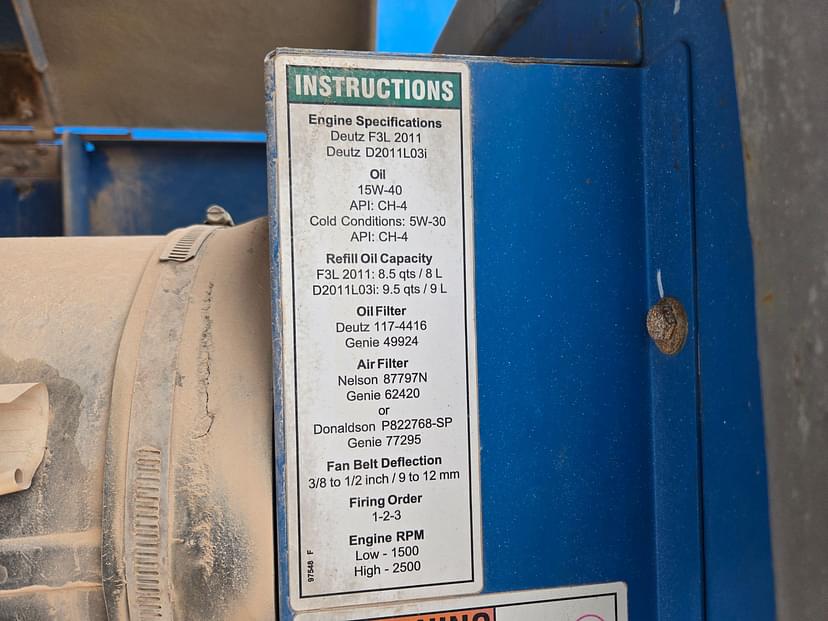 INSTRUCTIONS
Engine Specifications
Deutz F3L 2011
Deutz D2011L03i
Oil
15W-40
API: CH-4
Cold Conditions: 5W-30
API: CH-4
Refill Oil Capacity
F3L 2011: 8.5 qts / 8 L
D2011L03i: 9.5 qts / 9 L
Oil Filter
Deutz 117-4416
Genie 49924
Air Filter
Nelson 87797N
Genie 62420
or
Donaldson P822768-SP
Genie 77295
Fan Belt Deflection
3/8 to 1/2 inch / 9 to 12 mm
Firing Order
1-2-3
Engine RPM
Low - 1500
High - 2500
97548 F